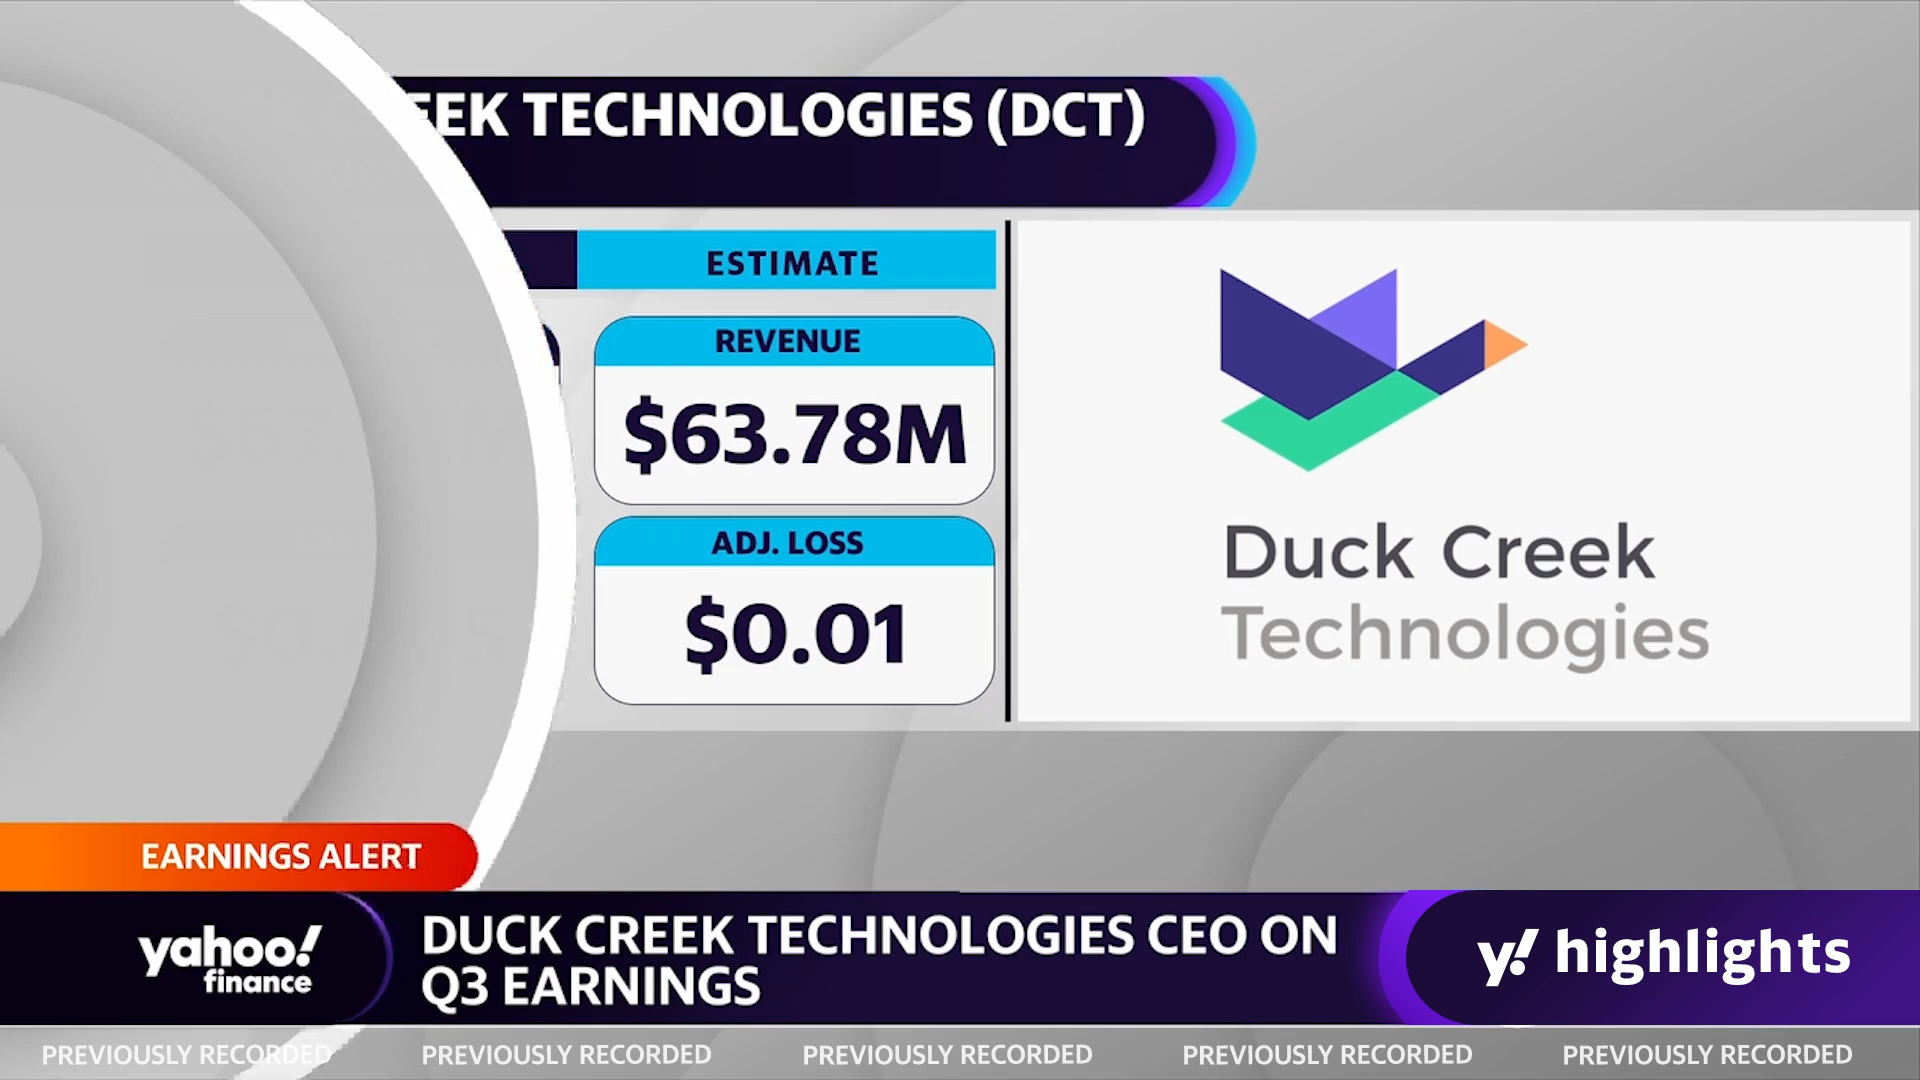 EEK TECHNOLOGIES (DCT)
ESTIMATE
REVENUE
$63.78M
ADJ. LOSS
$0.01
Duck Creek
Technologies
EARNINGS ALERT
yahoo!
finance
DUCK CREEK TECHNOLOGIES CEO ON
Q3 EARNINGS
y! highlights
PREVIOUSLY RECORDED PREVIOUSLY RECORDED PREVIOUSLY RECORDED PREVIOUSLY RECORDED PREVIOUSLY RECORDED